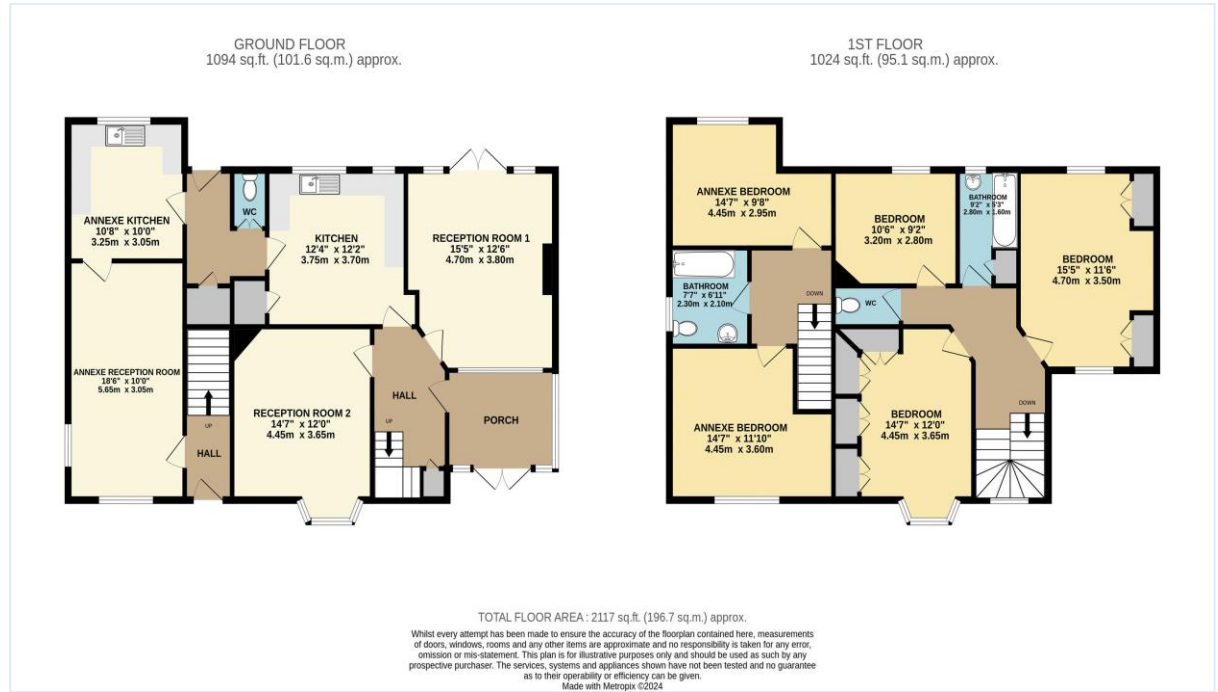 GROUND FLOOR
1094 sq.ft. (101.6 sq.m.) approx.
ANNEXE KITCHEN
10'8" x 10'0"
3.25m x 3.05m
WC
KITCHEN
12'4" x 12'2"
3.75m x 3.70m
RECEPTION ROOM 1
15'5" x 12'6"
4.70m x 3.80m
ANNEXE RECEPTION ROOM
18'6" x 10'0"
5.65m x 3.05m
UP
HALL
RECEPTION ROOM 2
14'7" x 12'0"
4.45m x 3.65m
HALL
UP
PORCH
1ST FLOOR
1024 sq.ft. (95.1 sq.m.) approx.
ANNEXE BEDROOM
14'7" x 9'8"
4.45m x 2.95m
BEDROOM
10'6" x 9'2"
3.20m x 2.80m
BATHROOM
9'2" x 5'3"
2.80m x 1.60m
BEDROOM
15'5" x 11'6"
4.70m x 3.50m
BATHROOM
7'7" x 6'11"
2.30m x 2.10m
DOWN
WC
ANNEXE BEDROOM
14'7" x 11'10"
4.45m x 3.60m
BEDROOM
14'7" x 12'0"
4.45m x 3.65m
DOWN
TOTAL FLOOR AREA : 2117 sq.ft. (196.7 sq.m.) approx.
Whilst every attempt has been made to ensure the accuracy of the floorplan contained here, measurements
of doors, windows, rooms and any other items are approximate and no responsibility is taken for any error,
omission or mis-statement. This plan is for illustrative purposes only and should be used as such by any
prospective purchaser. The services, systems and appliances shown have not been tested and no guarantee
as to their operability or efficiency can be given.
Made with Metropix ©2024